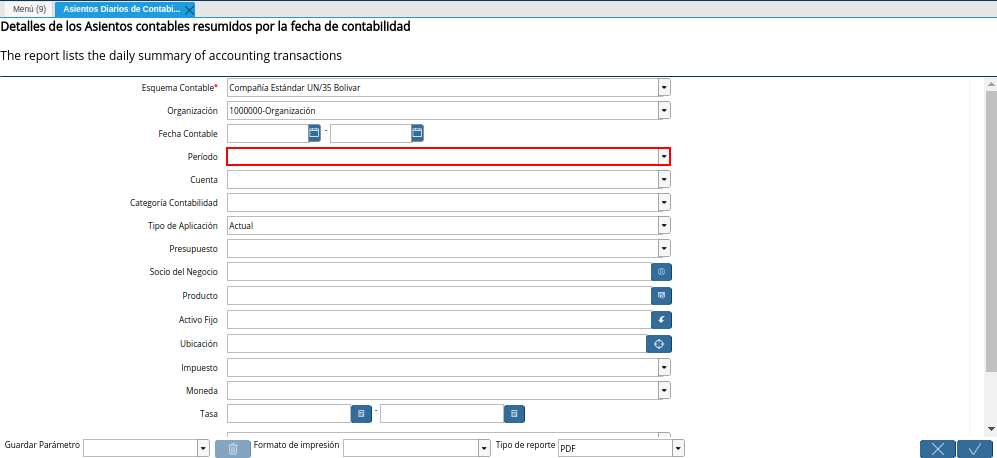 Menú (9)
Asientos Diarios de Contabi...
Detalles de los Asientos contables resumidos por la fecha de contabilidad
The report lists the daily summary of accounting transactions
Esquema Contable* Compañía Estándar UN/35 Bolivar
Organización 1000000-Organización
Fecha Contable -
Período
Cuenta
Categoría Contabilidad
Tipo de Aplicación Actual
Presupuesto
Socio del Negocio
Producto
Activo Fijo
Ubicación
Impuesto
Moneda
Tasa -
Guardar Parámetro Formato de impresión Tipo de reporte PDF